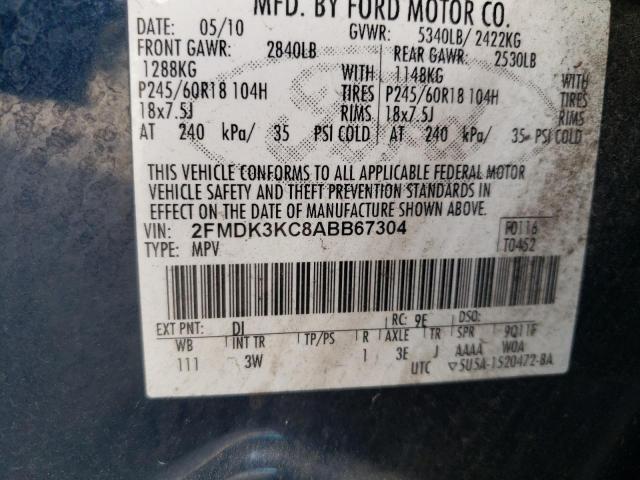 MFD. BY FORD MOTOR CO.
DATE: 05/10 GVWR: 5340LB/ 2422KG
FRONT GAWR: 2840LB REAR GAWR: 2530LB
1288KG WITH 1148KG WITH
P245/60R18 104H TIRES P245/60R18 104H TIRES
18x7.5J RIMS 18x7.5J RIMS
AT 240 kPa/ 35 PSI COLD AT 240 kPa/ 35 PSI COLD
THIS VEHICLE CONFORMS TO ALL APPLICABLE FEDERAL MOTOR
VEHICLE SAFETY AND THEFT PREVENTION STANDARDS IN
EFFECT ON THE DATE OF MANUFACTURE SHOWN ABOVE.
VIN: 2FMDK3KC8ABB67304 F0116
TYPE: MPV T0452
EXT PNT: DI RC: 9E DSO:
WB INT TR TP/PS R AXLE TR SPR 9Q11F
111 3W 1 3E J AAAA WOA
UTC ▽5U5A-1520472-BA